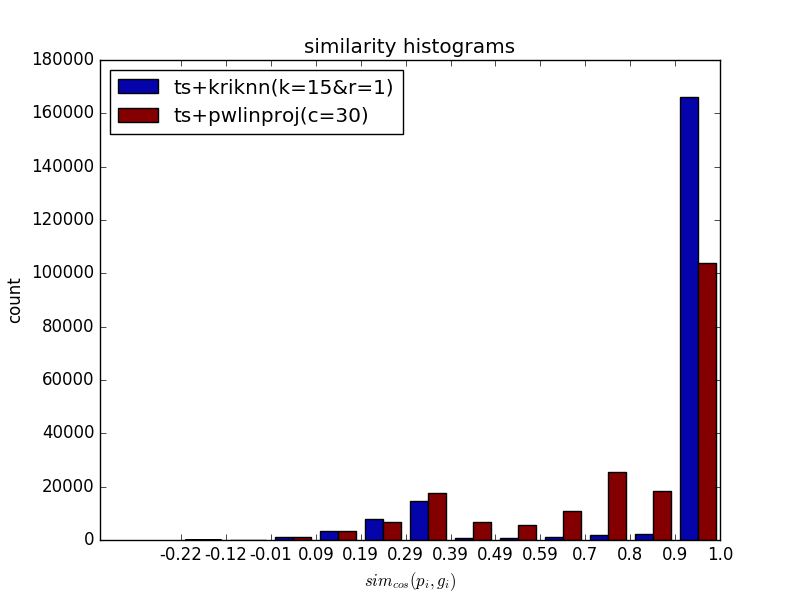 similarity histograms
180000
160000
140000
120000
100000
80000
60000
40000
20000
0
count
ts+kriknn(k=15&r=1)
ts+pwlinproj(c=30)
-0.22 -0.12 -0.01 0.09 0.19 0.29 0.39 0.49 0.59 0.7 0.8 0.9 1.0
sim_cos(p_i, g_i)